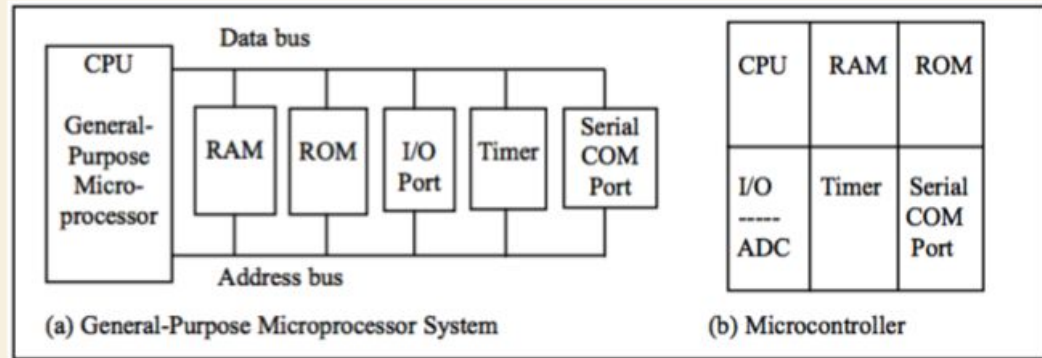 Data bus
CPU
General-
Purpose
Micro-
processor
RAM
ROM
I/O
Port
Timer
Serial
COM
Port
Address bus
(a) General-Purpose Microprocessor System
CPU
RAM
ROM
I/O
-----
ADC
Timer
Serial
COM
Port
(b) Microcontroller